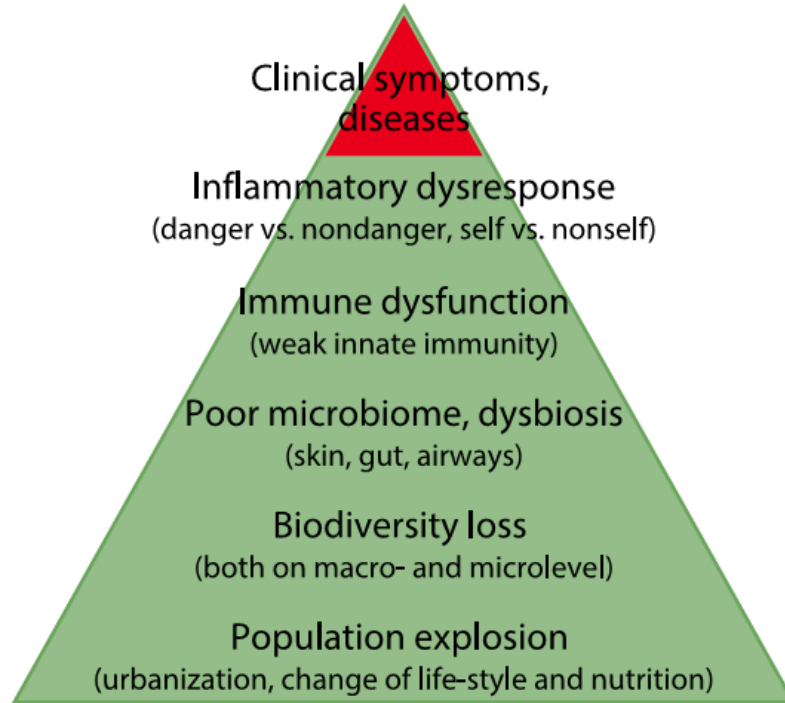 Clinical symptoms,
diseases
Inflammatory dysresponse
(danger vs. nondanger, self vs. nonself)
Immune dysfunction
(weak innate immunity)
Poor microbiome, dysbiosis
(skin, gut, airways)
Biodiversity loss
(both on macro- and microlevel)
Population explosion
(urbanization, change of life-style and nutrition)